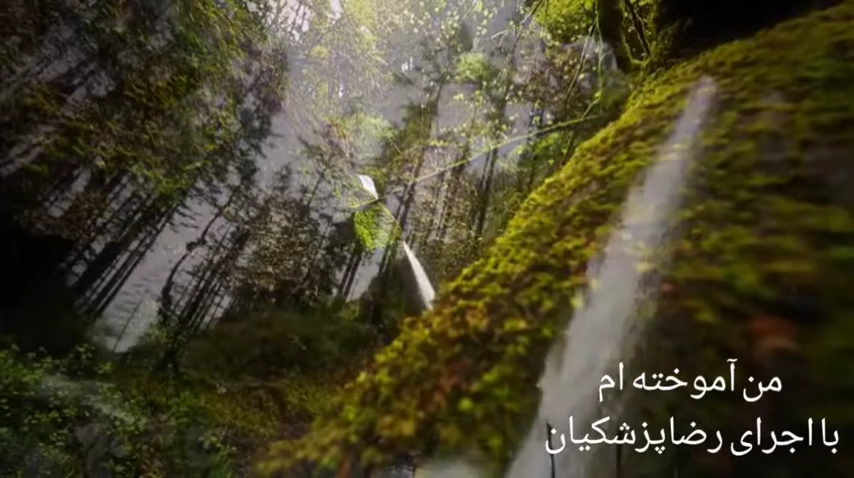 من آموخته ام
با اجرای رضا پزشکیان